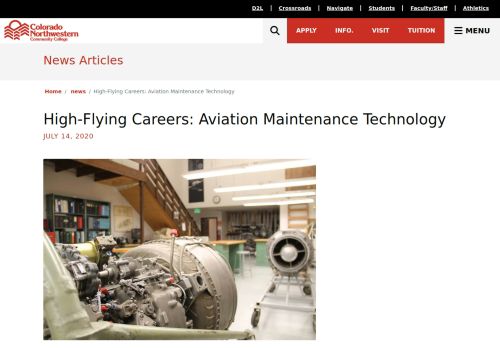 D2L | Crossroads | Navigate | Students | Faculty/Staff | Athletics
Colorado
Northwestern
Community College
APPLY INFO. VISIT TUITION MENU
News Articles
Home / news / High-Flying Careers: Aviation Maintenance Technology
High-Flying Careers: Aviation Maintenance Technology
JULY 14, 2020